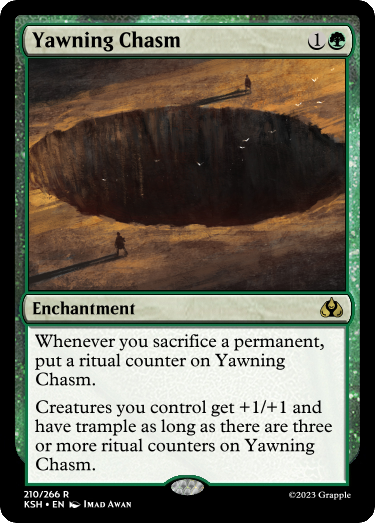 Yawning Chasm 1
Enchantment
Whenever you sacrifice a permanent,
put a ritual counter on Yawning
Chasm.
Creatures you control get +1/+1 and
have trample as long as there are three
or more ritual counters on Yawning
Chasm.
210/266 R
KSH • EN Imad Awan
©2023 Grapple